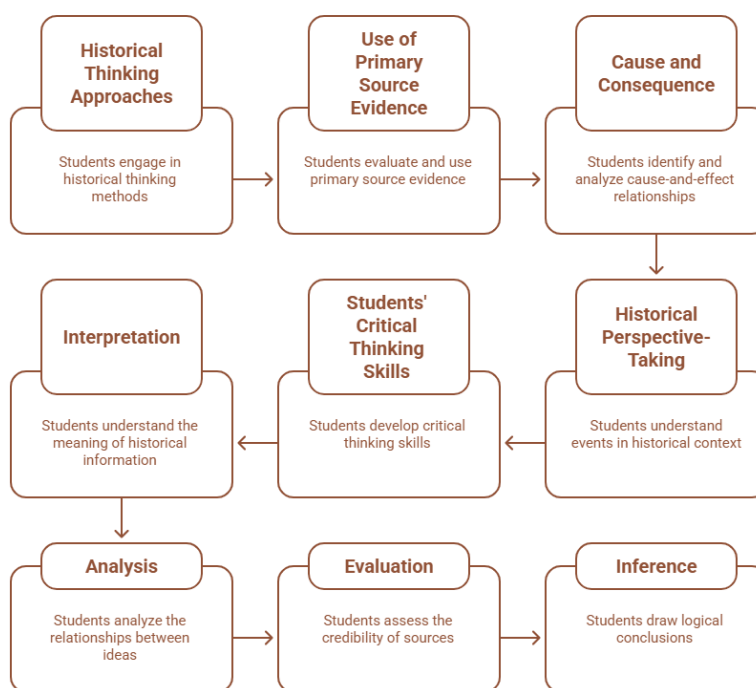 Historical
Thinking
Approaches
Students engage in
historical thinking
methods
Use of
Primary
Source
Evidence
Students evaluate and use
primary source evidence
Cause and
Consequence
Students identify and
analyze cause-and-effect
relationships
Historical
Perspective-
Taking
Students understand
events in historical context
Students'
Critical
Thinking
Skills
Students develop critical
thinking skills
Interpretation
Students understand the
meaning of historical
information
Analysis
Students analyze the
relationships between
ideas
Evaluation
Students assess the
credibility of sources
Inference
Students draw logical
conclusions